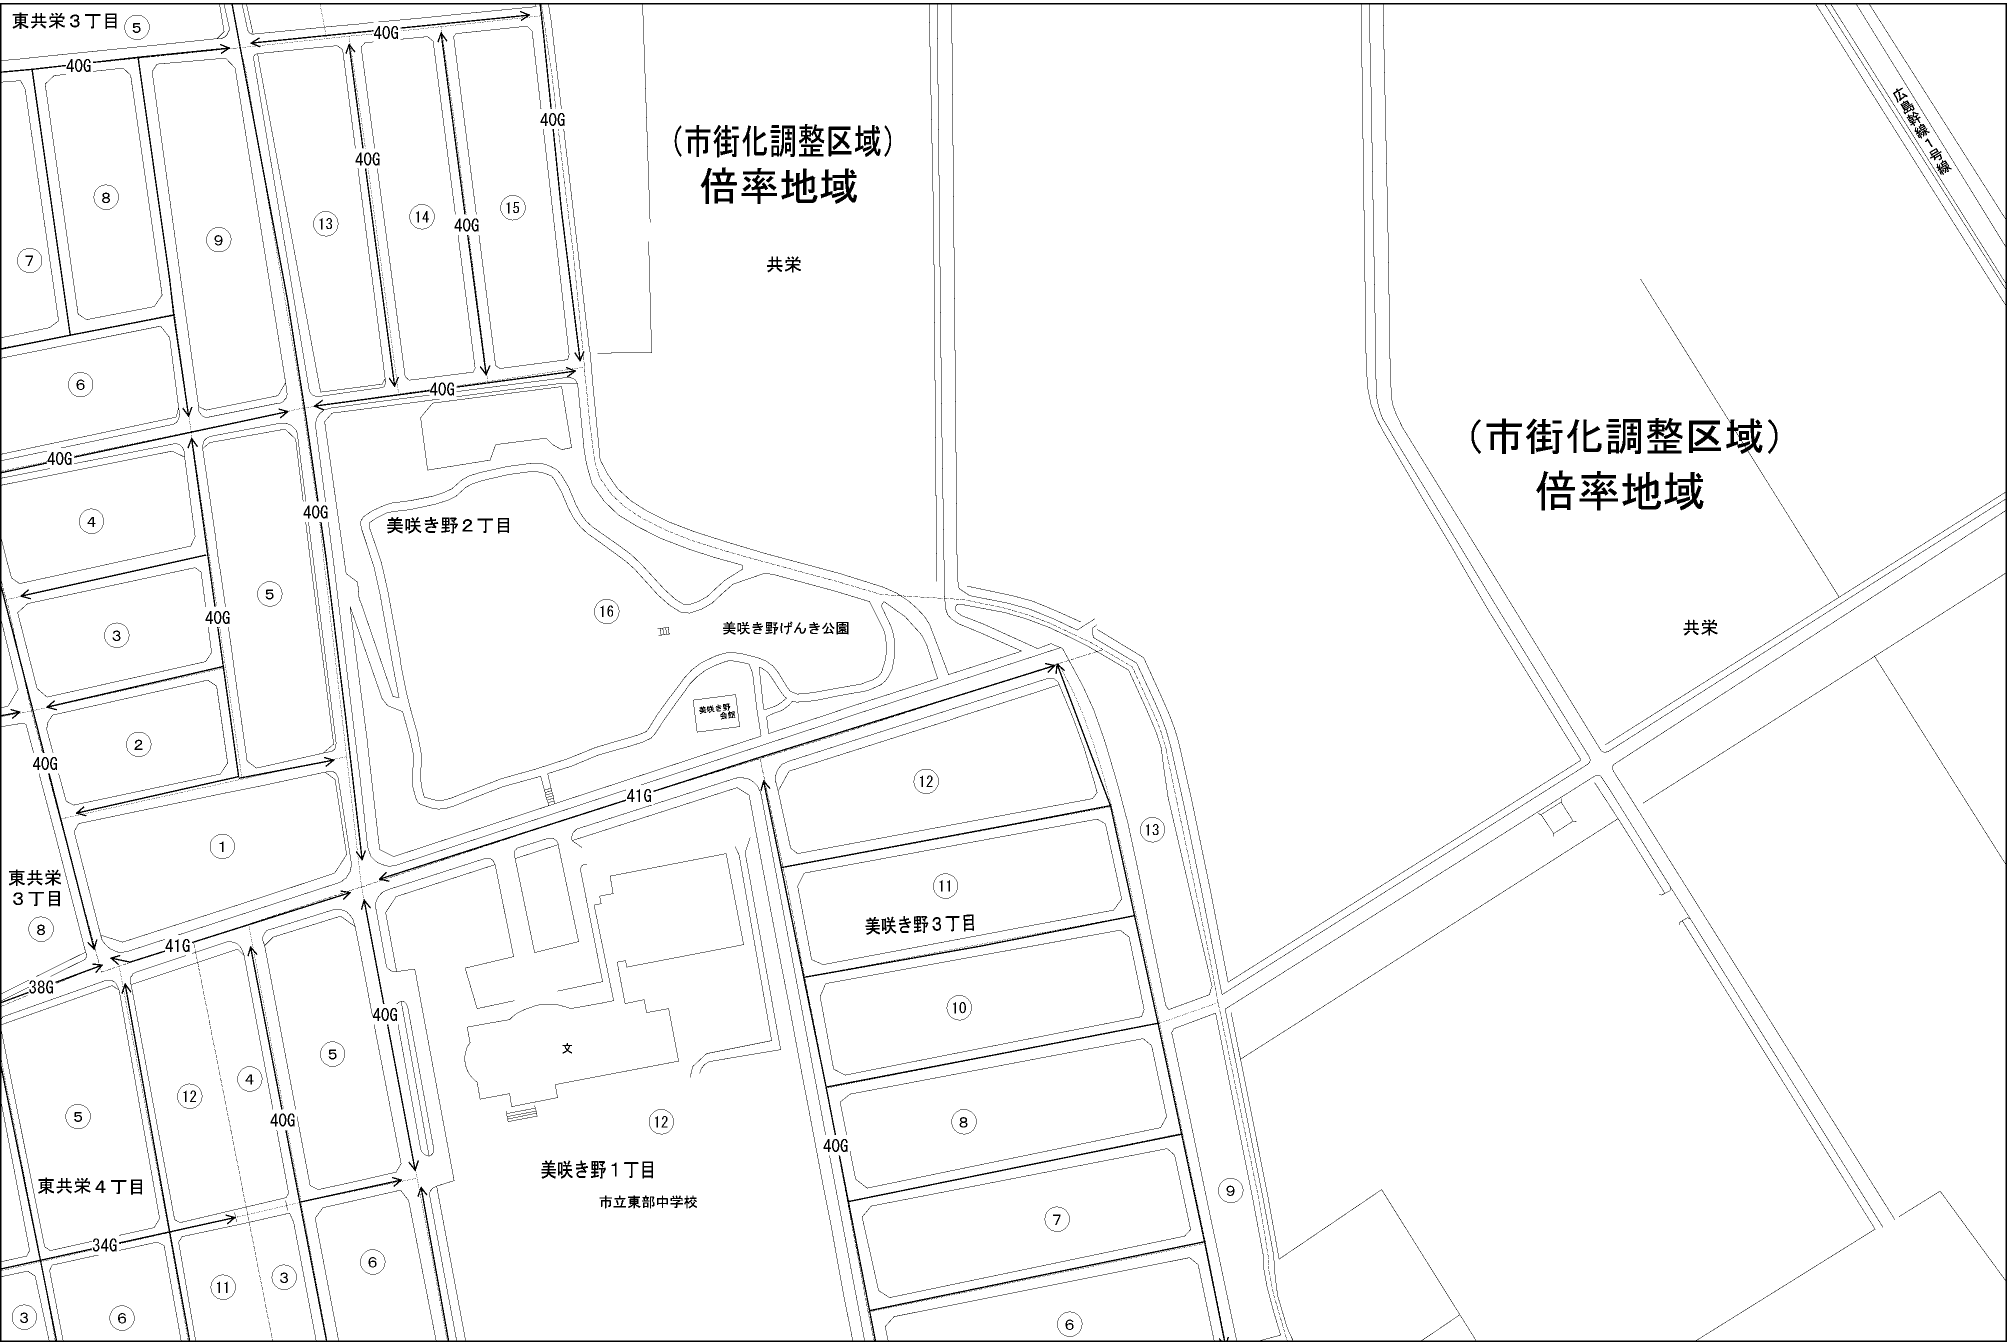 東共栄３丁目
5
40G
40G
広島幹線１号線
40G
40G
40G
（市街化調整区域）
倍率地域
共栄
8
7
9
13
14
15
6
40G
40G
40G
美咲き野２丁目
（市街化調整区域）
倍率地域
共栄
4
5
3
40G
16
美咲き野げんき公園
美咲き野
会館
2
40G
41G
12
1
13
東共栄
３丁目
8
11
美咲き野３丁目
41G
38G
40G
10
文
5
12
4
5
40G
12
8
40G
美咲き野１丁目
市立東部中学校
東共栄４丁目
9
7
34G
3
6
11
3
6
6